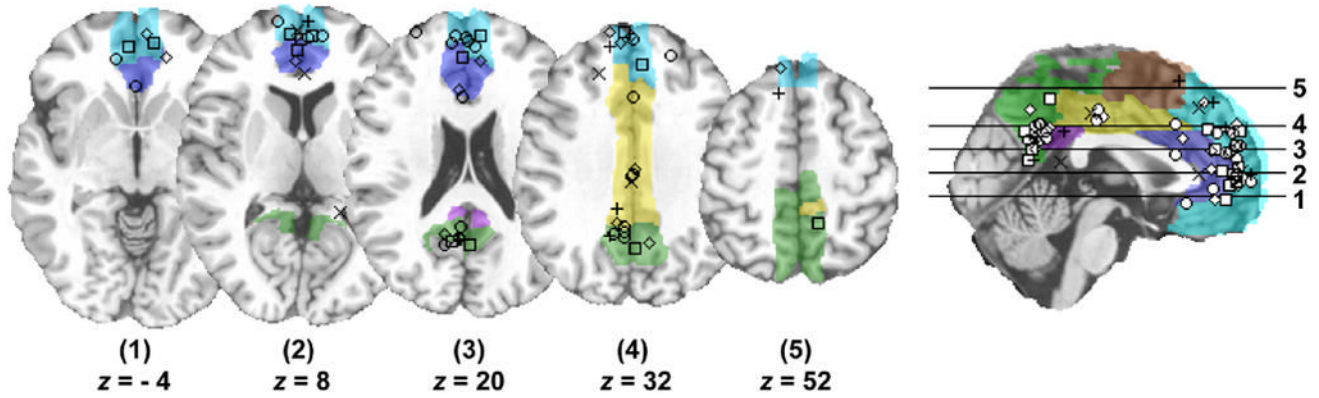 5
4
3
2
1
(1) (2) (3) (4) (5)
z = - 4 z = 8 z = 20 z = 32 z = 52